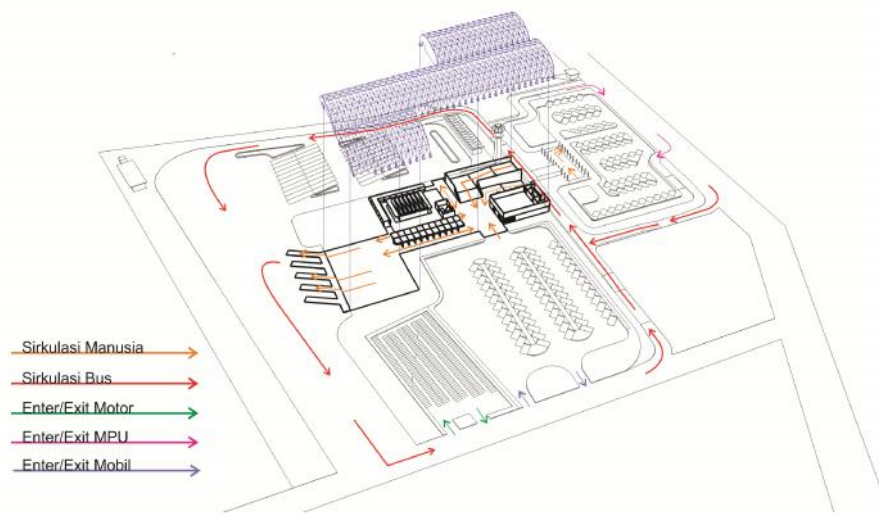 Sirkulasi Manusia
Sirkulasi Bus
Enter/Exit Motor
Enter/Exit MPU
Enter/Exit Mobil